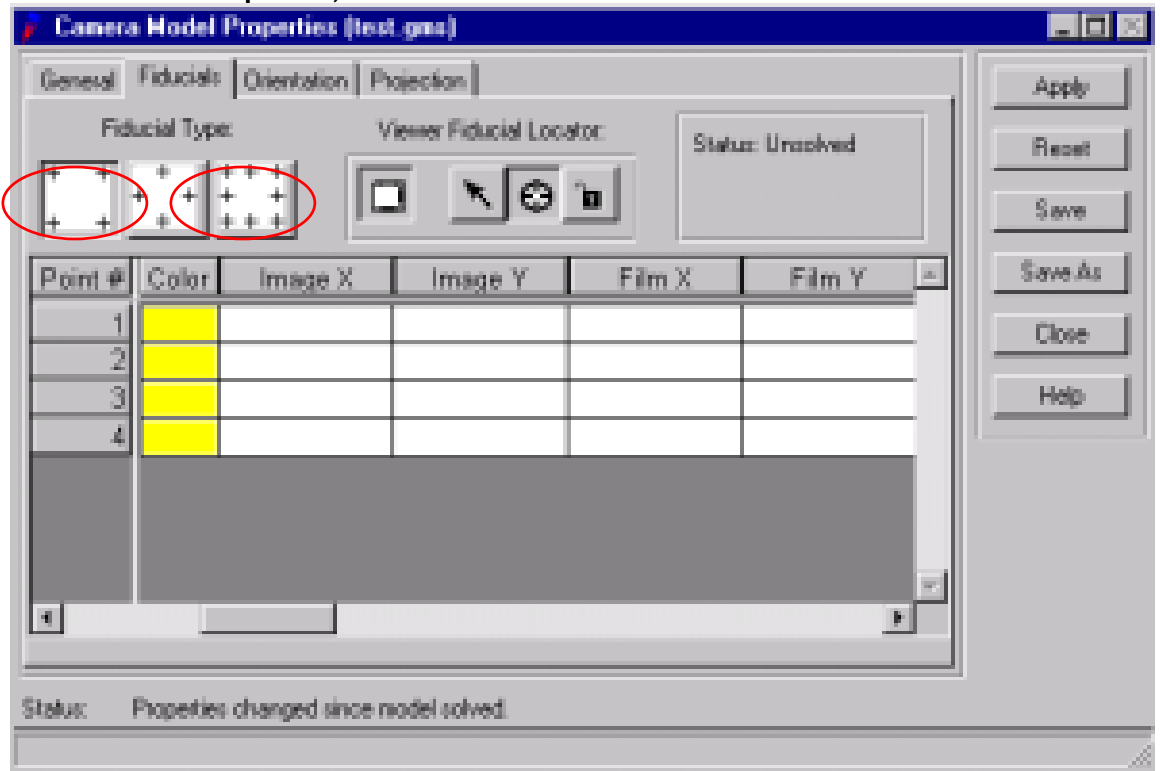 Camera Model Properties (test.gms)
General Fiducials Orientation Projection
Fiducial Type: Viewer Fiducial Locator: Status: Unsolved
Point # Color Image X Image Y Film X Film Y
1
2
3
4
Apply
Reset
Save
Save As
Close
Help
Status: Properties changed since model solved.